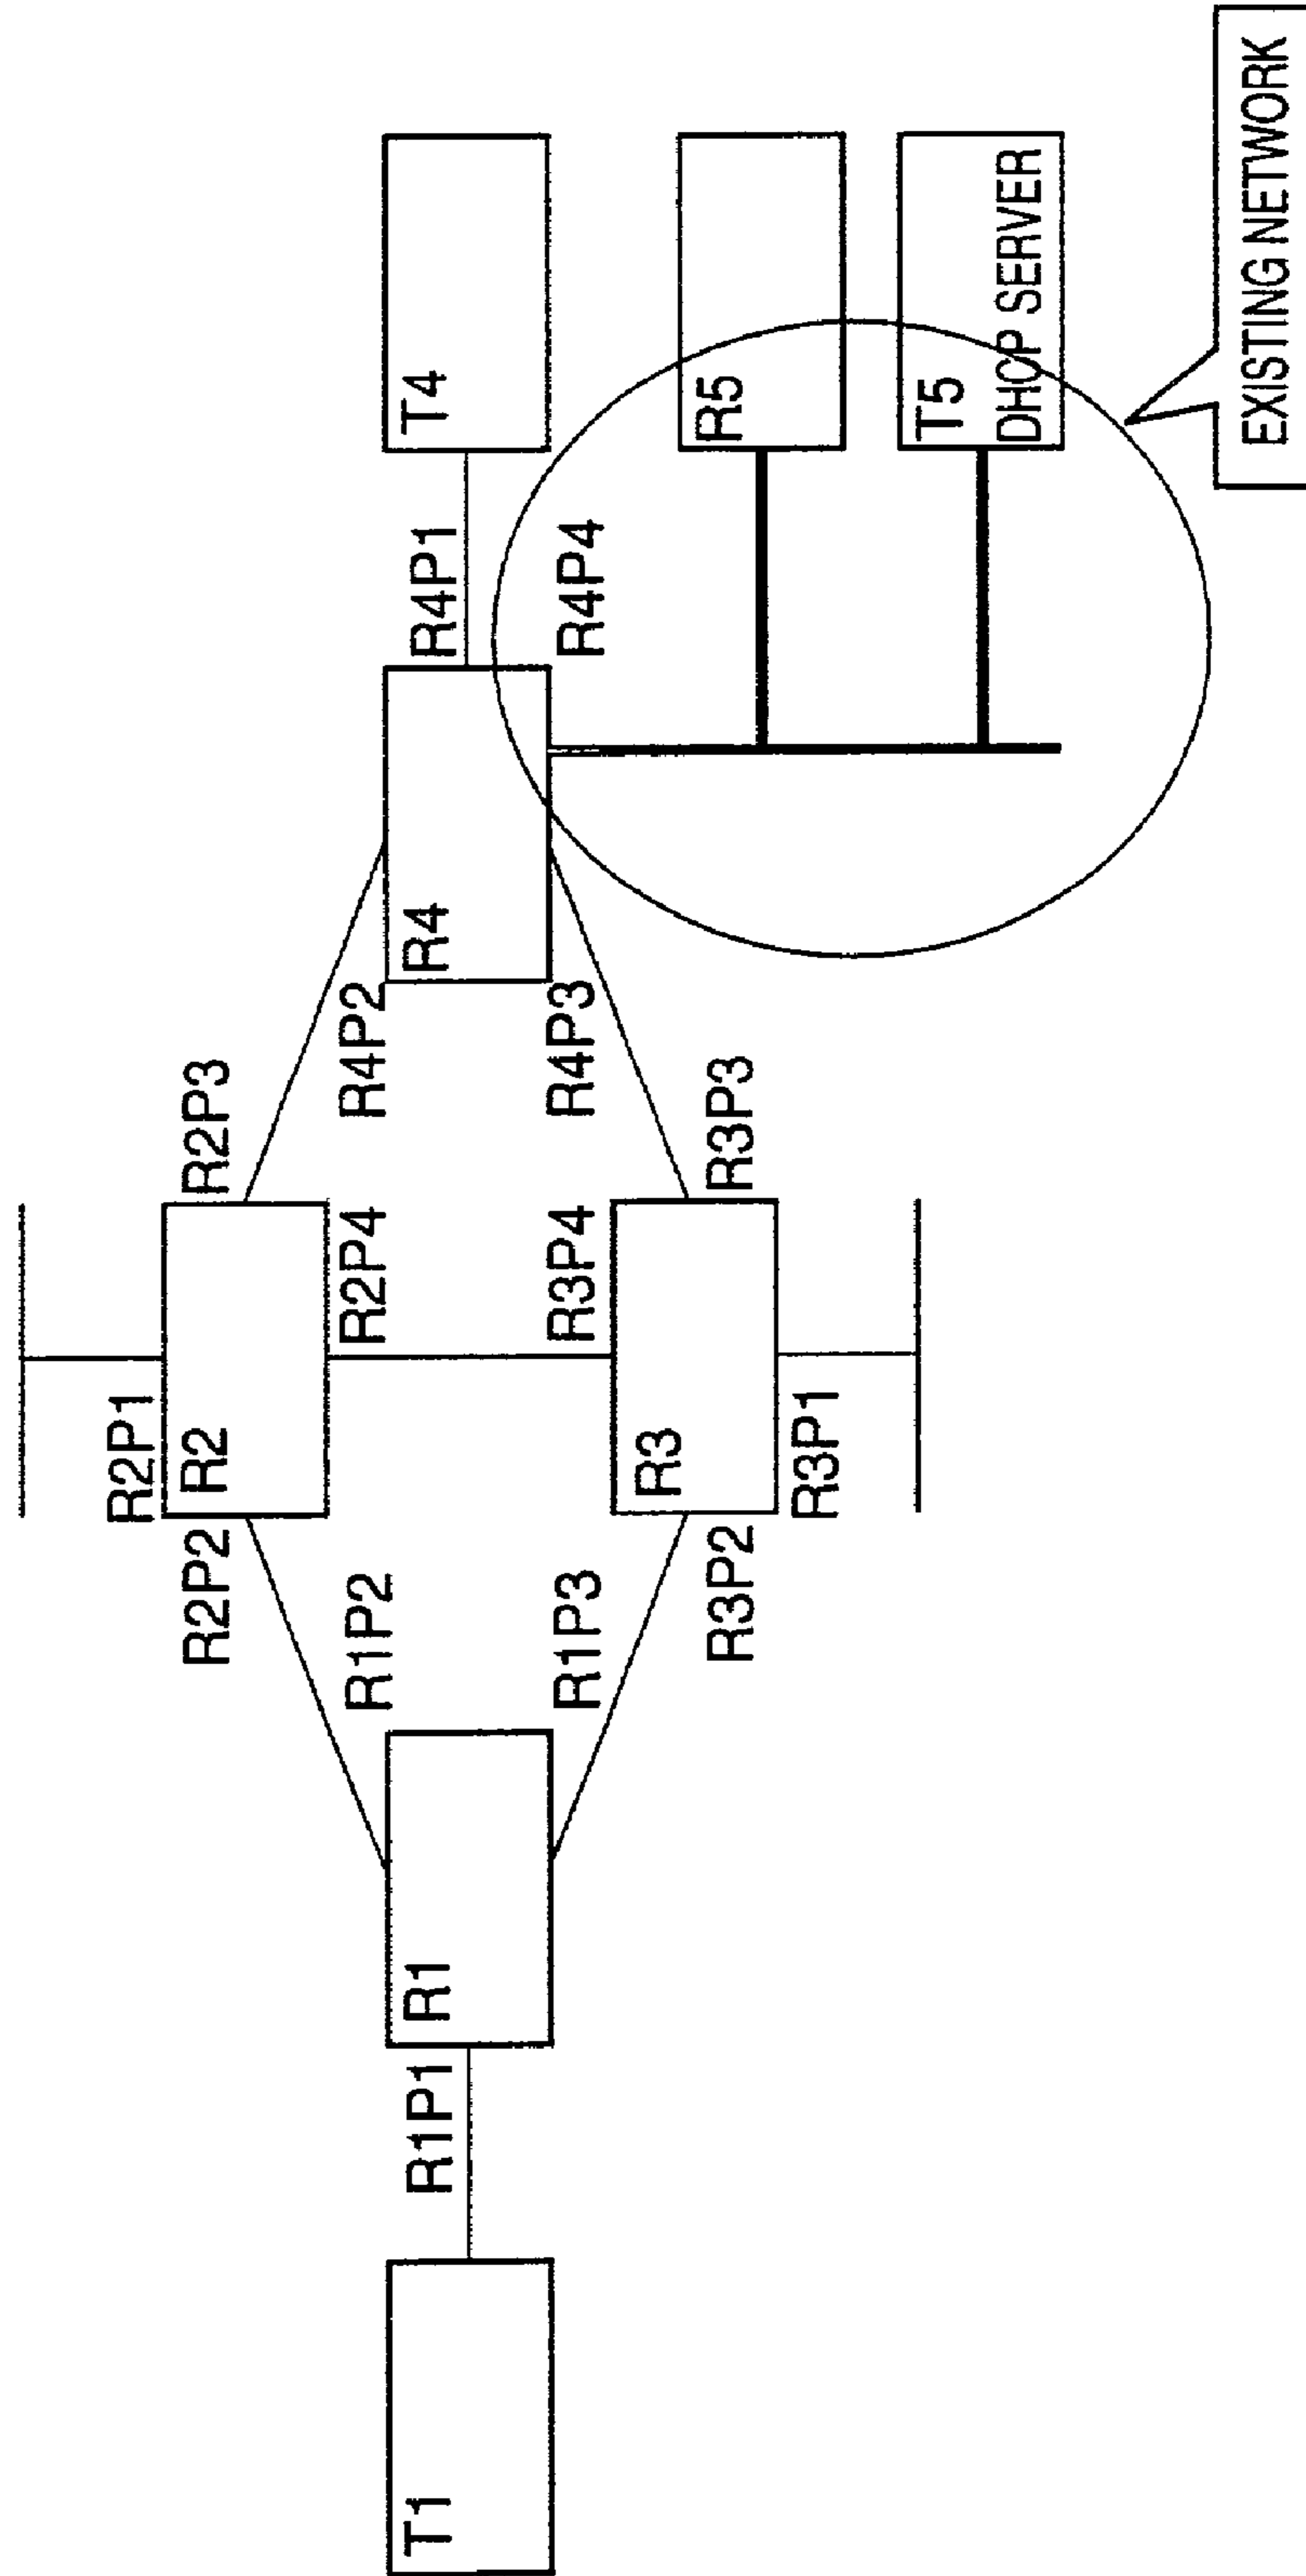 R2P1
R2
R2P2
R2P3
R2P4
R1P2
R4P2
T1
R1P1
R1
R4
R4P1
T4
R1P3
R3P4
R4P3
R4P4
R3
R3P2
R3P3
R3P1
R5
T5
DHCP SERVER
EXISTING NETWORK